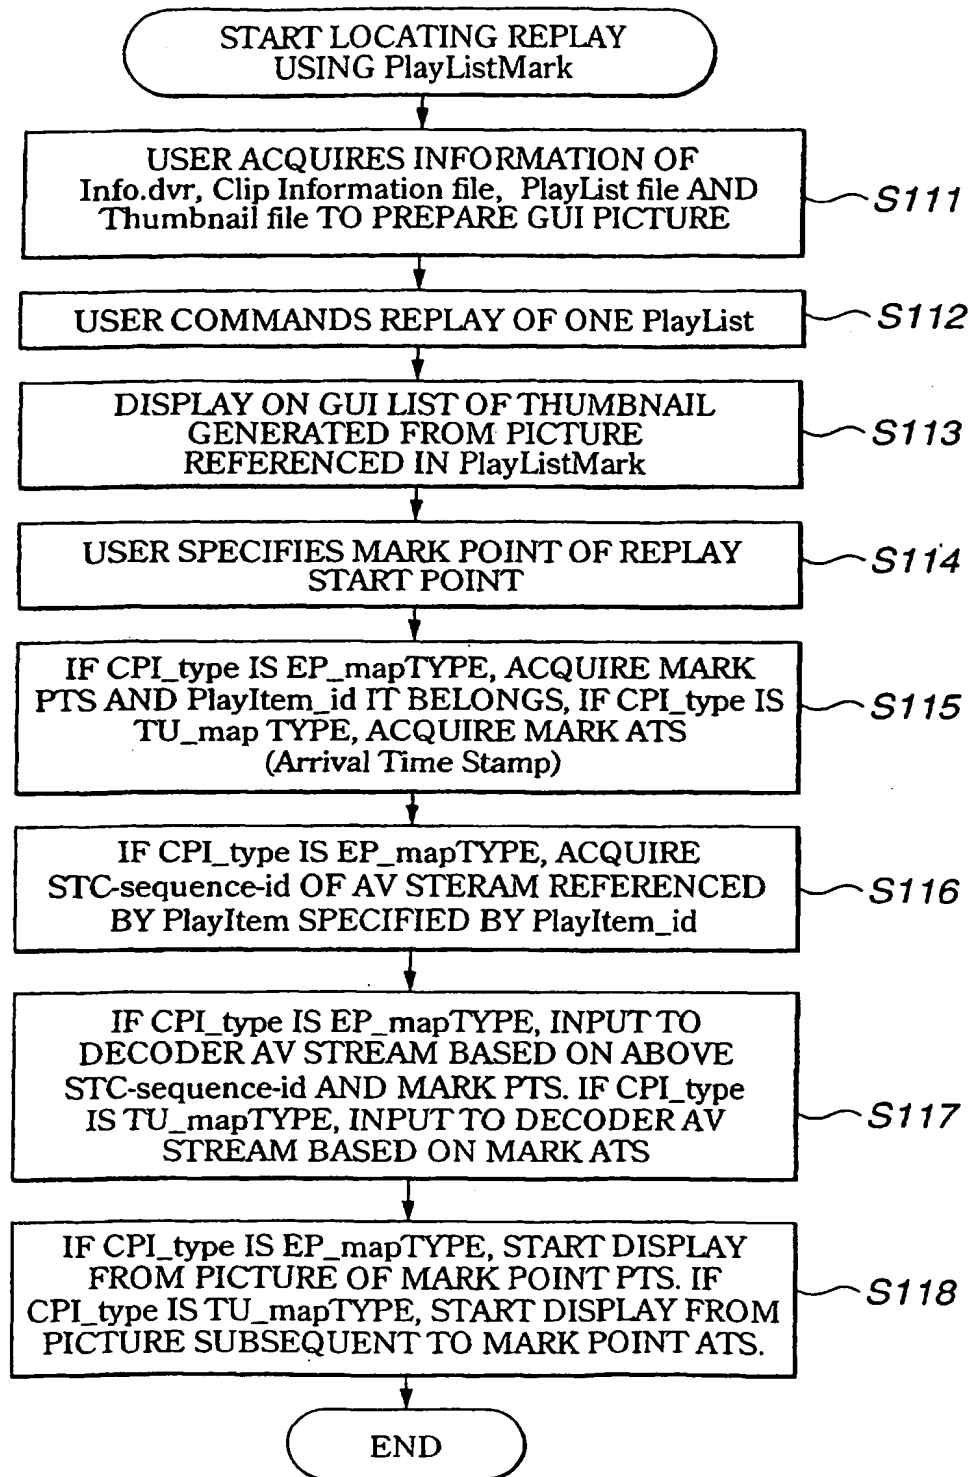 START LOCATING REPLAY
USING PlayListMark
USER ACQUIRES INFORMATION OF
Info.dvr, Clip Information file, PlayList file AND
Thumbnail file TO PREPARE GUI PICTURE
S111
USER COMMANDS REPLAY OF ONE PlayList
S112
DISPLAY ON GUI LIST OF THUMBNAIL
GENERATED FROM PICTURE
REFERENCED IN PlayListMark
S113
USER SPECIFIES MARK POINT OF REPLAY
START POINT
S114
IF CPI_type IS EP_mapTYPE, ACQUIRE MARK
PTS AND PlayItem_id IT BELONGS, IF CPI_type IS
TU_map TYPE, ACQUIRE MARK ATS
(Arrival Time Stamp)
S115
IF CPI_type IS EP_mapTYPE, ACQUIRE
STC-sequence-id OF AV STERAM REFERENCED
BY PlayItem SPECIFIED BY PlayItem_id
S116
IF CPI_type IS EP_mapTYPE, INPUT TO
DECODER AV STREAM BASED ON ABOVE
STC-sequence-id AND MARK PTS. IF CPI_type
IS TU_mapTYPE, INPUT TO DECODER AV
STREAM BASED ON MARK ATS
S117
IF CPI_type IS EP_mapTYPE, START DISPLAY
FROM PICTURE OF MARK POINT PTS. IF
CPI_type IS TU_mapTYPE, START DISPLAY FROM
PICTURE SUBSEQUENT TO MARK POINT ATS.
S118
END